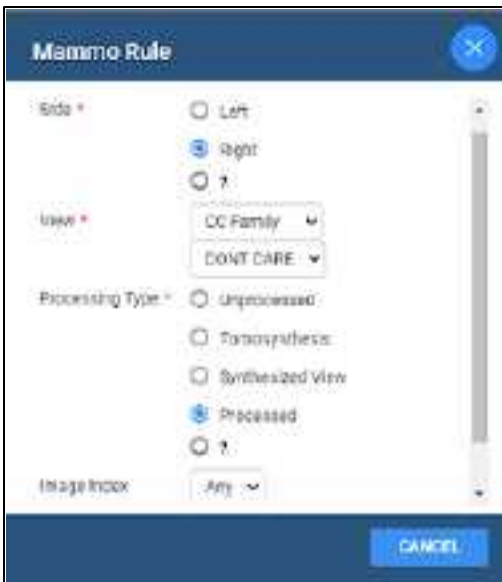 Mammo Rule
Side * Left
Right
?
View * CC Family
DONT CARE
Processing Type * Unprocessed
Tomosynthesis
Synthesized View
Processed
?
Image Index Any
CANCEL